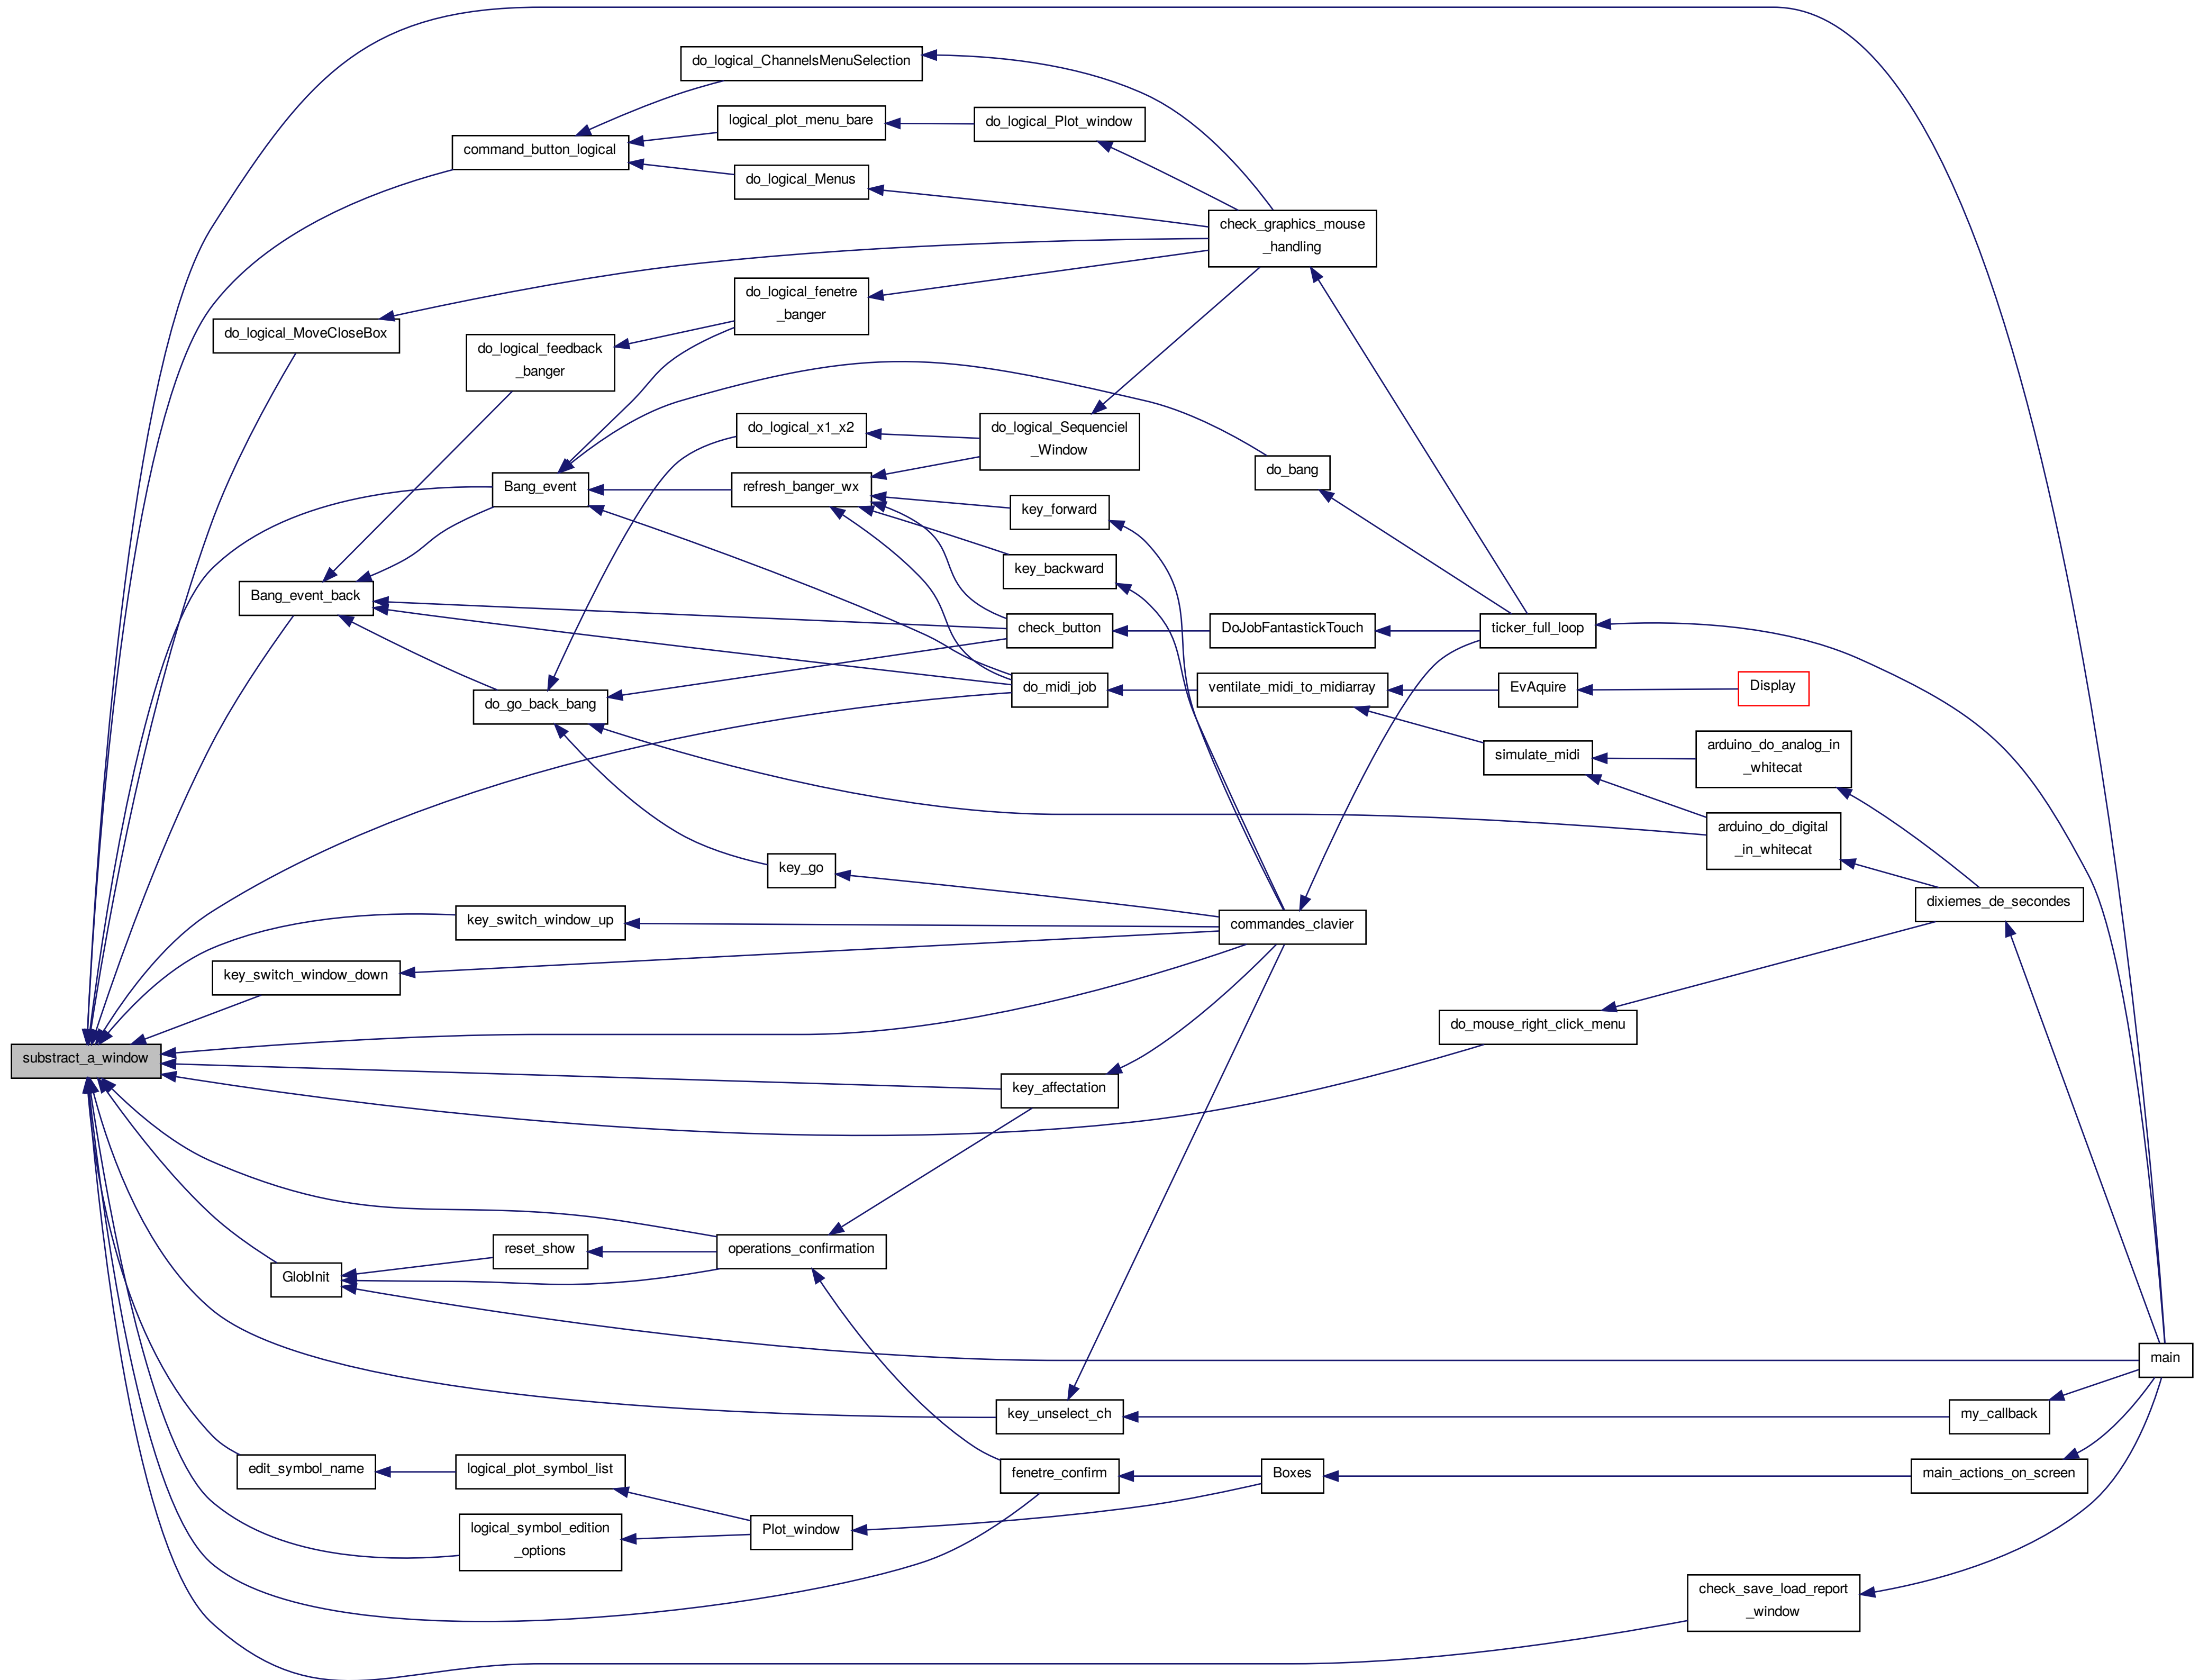 do_logical_ChannelsMenuSelection
logical_plot_menu_bare
do_logical_Plot_window
command_button_logical
do_logical_Menus
check_graphics_mouse
_handling
do_logical_MoveCloseBox
do_logical_fenetre
_banger
do_logical_feedback
_banger
do_logical_x1_x2
do_logical_Sequenciel
_Window
do_bang
Bang_event
refresh_banger_wx
key_forward
key_backward
Bang_event_back
check_button
DoJobFantastickTouch
ticker_full_loop
do_go_back_bang
do_midi_job
ventilate_midi_to_midiarray
EvAquire
Display
simulate_midi
arduino_do_analog_in
_whitecat
arduino_do_digital
_in_whitecat
key_go
dixiemes_de_secondes
key_switch_window_up
commandes_clavier
key_switch_window_down
do_mouse_right_click_menu
substract_a_window
key_affectation
reset_show
operations_confirmation
GlobInit
main
key_unselect_ch
my_callback
edit_symbol_name
logical_plot_symbol_list
fenetre_confirm
Boxes
main_actions_on_screen
logical_symbol_edition
_options
Plot_window
check_save_load_report
_window